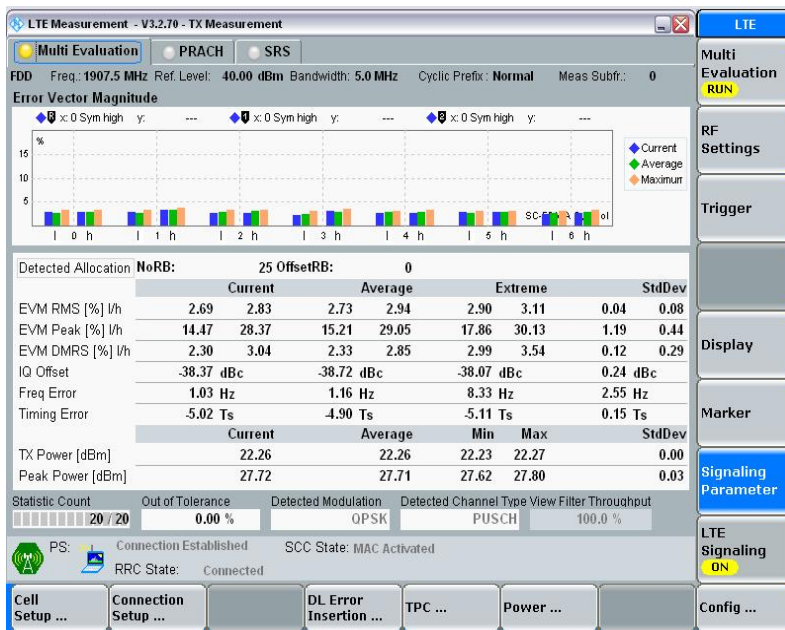 LTE Measurement - V3.2.70 - TX Measurement
LTE
Multi Evaluation PRACH SRS
FDD Freq.: 1907.5 MHz Ref. Level: 40.00 dBm Bandwidth: 5.0 MHz Cyclic Prefix : Normal Meas Subfr.: 0
Error Vector Magnitude
x: 0 Sym high y: --- x: 0 Sym high y: --- x: 0 Sym high y: ---
%
15
10
5
Current
Average
SC-
ol
l 0 h l 1 h l 2 h l 3 h l 4 h l 5 h l 6 h
Detected Allocation NoRB: 25 OffsetRB: 0
Current Average Extreme StdDev
EVM RMS [%] l/h 2.69 2.83 2.73 2.94 2.90 3.11 0.04 0.08
EVM Peak [%] l/h 14.47 28.37 15.21 29.05 17.86 30.13 1.19 0.44
EVM DMRS [%] l/h 2.30 3.04 2.33 2.85 2.99 3.54 0.12 0.29
IQ Offset -38.37 dBc -38.72 dBc -38.07 dBc 0.24 dBc
Freq Error 1.03 Hz 1.16 Hz 8.33 Hz 2.55 Hz
Timing Error -5.02 Ts -4.90 Ts -5.11 Ts 0.15 Ts
Current Average Min Max StdDev
TX Power [dBm] 22.26 22.26 22.23 22.27 0.00
Peak Power [dBm] 27.72 27.71 27.62 27.80 0.03
Statistic Count Out of Tolerance Detected Modulation Detected Channel Type View Filter Throughput
20 / 20 0.00 % QPSK PUSCH 100.0 %
PS: Connection Established SCC State: MAC Activated
RRC State: Connected
Multi
Evaluation
RUN
RF
Settings
Trigger
Display
Marker
Signaling
Parameter
LTE
Signaling
ON
Cell
Setup ...
Connection
Setup ...
DL Error
Insertion ...
TPC ...
Power ...
Config ...